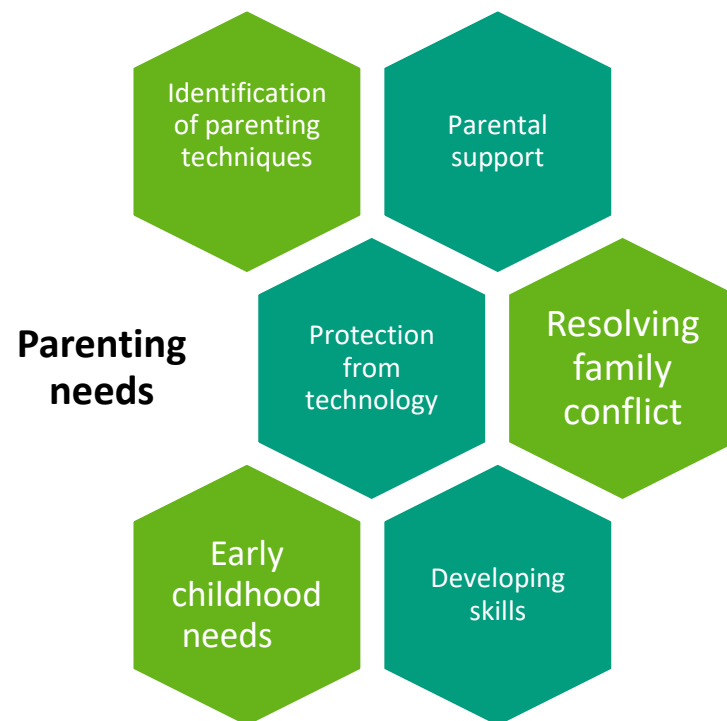 Identification
of parenting
techniques
Parental
support
Parenting
needs
Protection
from
technology
Resolving
family
conflict
Early
childhood
needs
Developing
skills